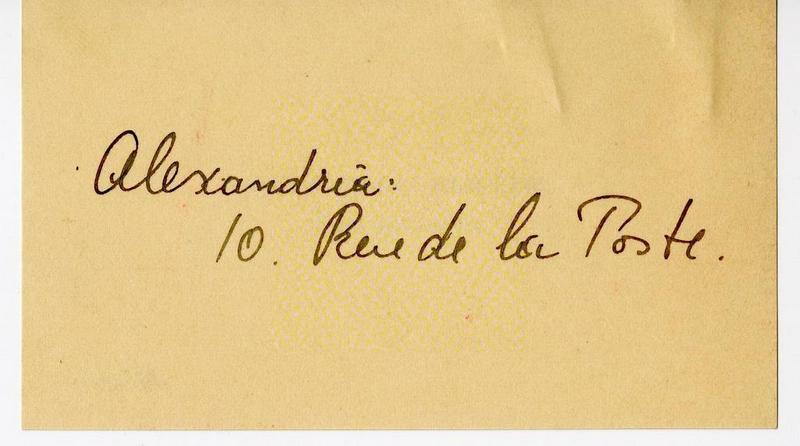 Alexandria:
10. Rue de la Poste.